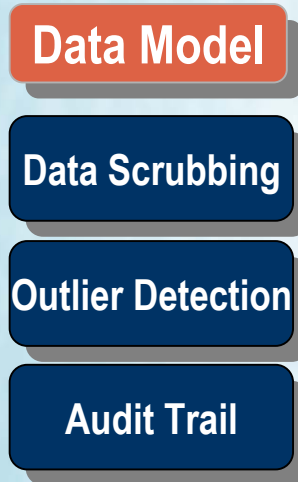 Data Model
Data Scrubbing
Outlier Detection
Audit Trail